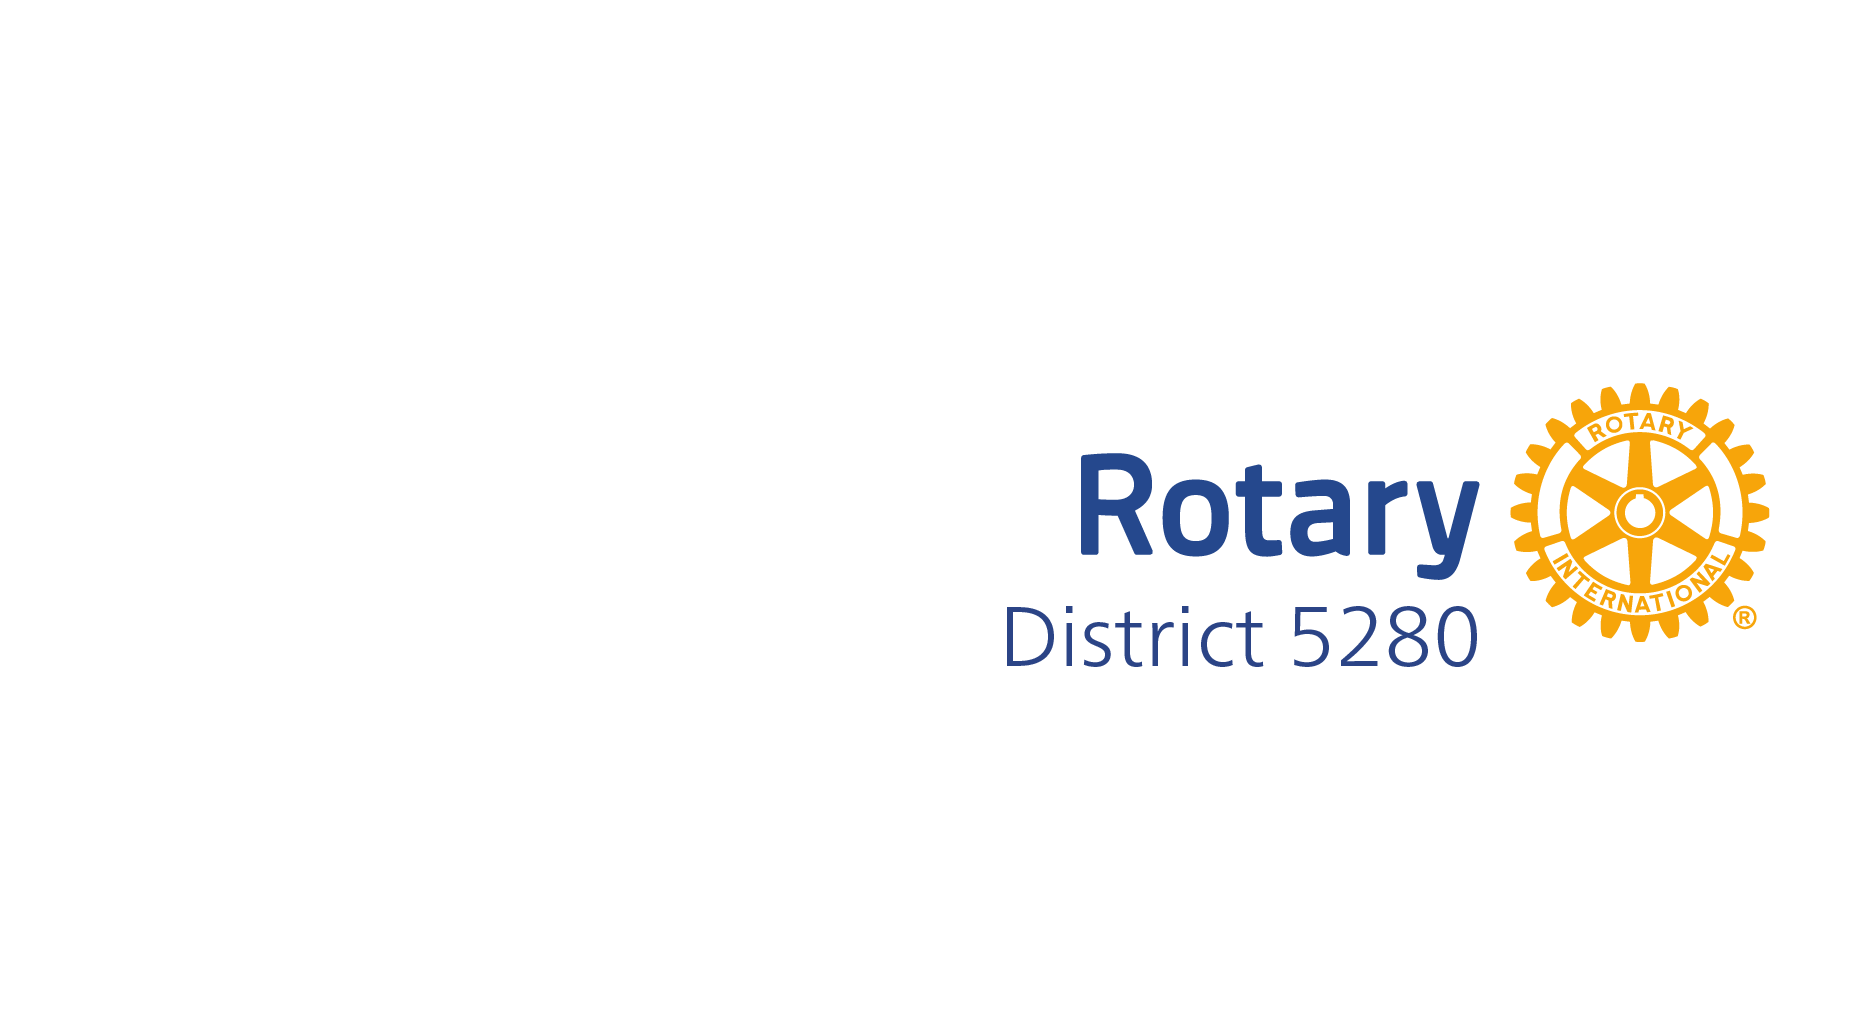 Rotary
District 5280
ROTARY
INTERNATIONAL
®